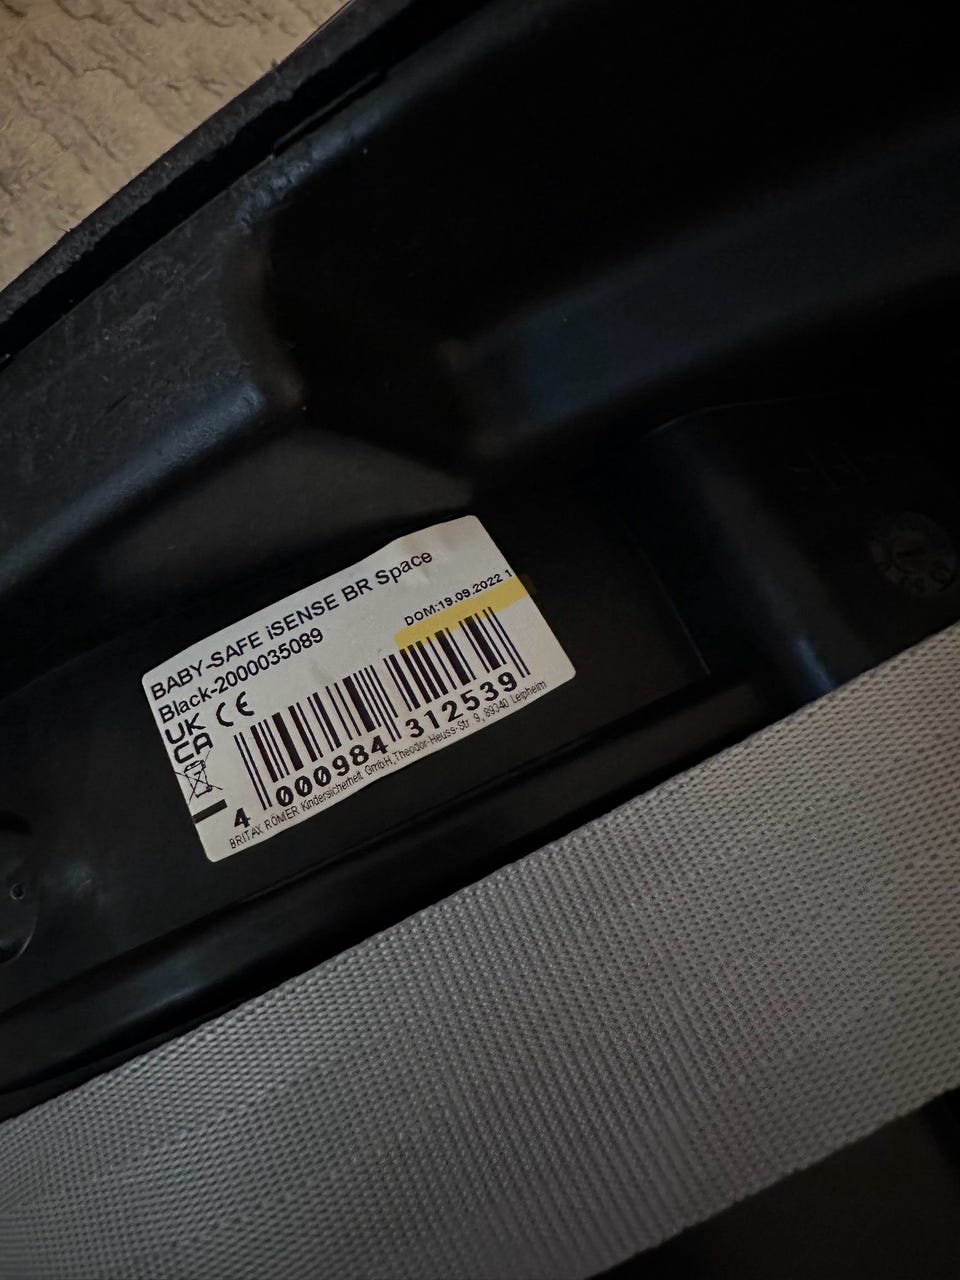 BABY-SAFE iSENSE BR Space
Black-2000035089
DOM:19.09.2022 1
UK
CA
CE
4 000984 312539
BRITAX RÖMER Kindersicherheit GmbH,Theodor-Heuss-Str. 9, 89340 Leipheim